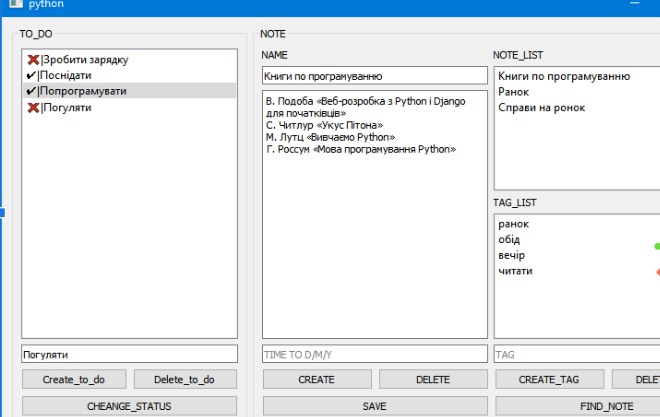 python
TO_DO
❌|Зробити зарядку
✔|Поснідати
✔|Попрограмувати
❌|Погуляти
Погуляти
Create_to_do
Delete_to_do
CHEANGE_STATUS
NOTE
NAME
Книги по програмуванню
В. Подоба «Веб-розробка з Python і Django
для початківців»
С. Читлур «Укус Пітона»
М. Лутц «Вивчаємо Python»
Г. Россум «Мова програмування Python»
TIME TO D/M/Y
CREATE
DELETE
SAVE
NOTE_LIST
Книги по програмуванню
Ранок
Справи на ронок
TAG_LIST
ранок
обід
вечір
читати
TAG
CREATE_TAG
DELET
FIND_NOTE